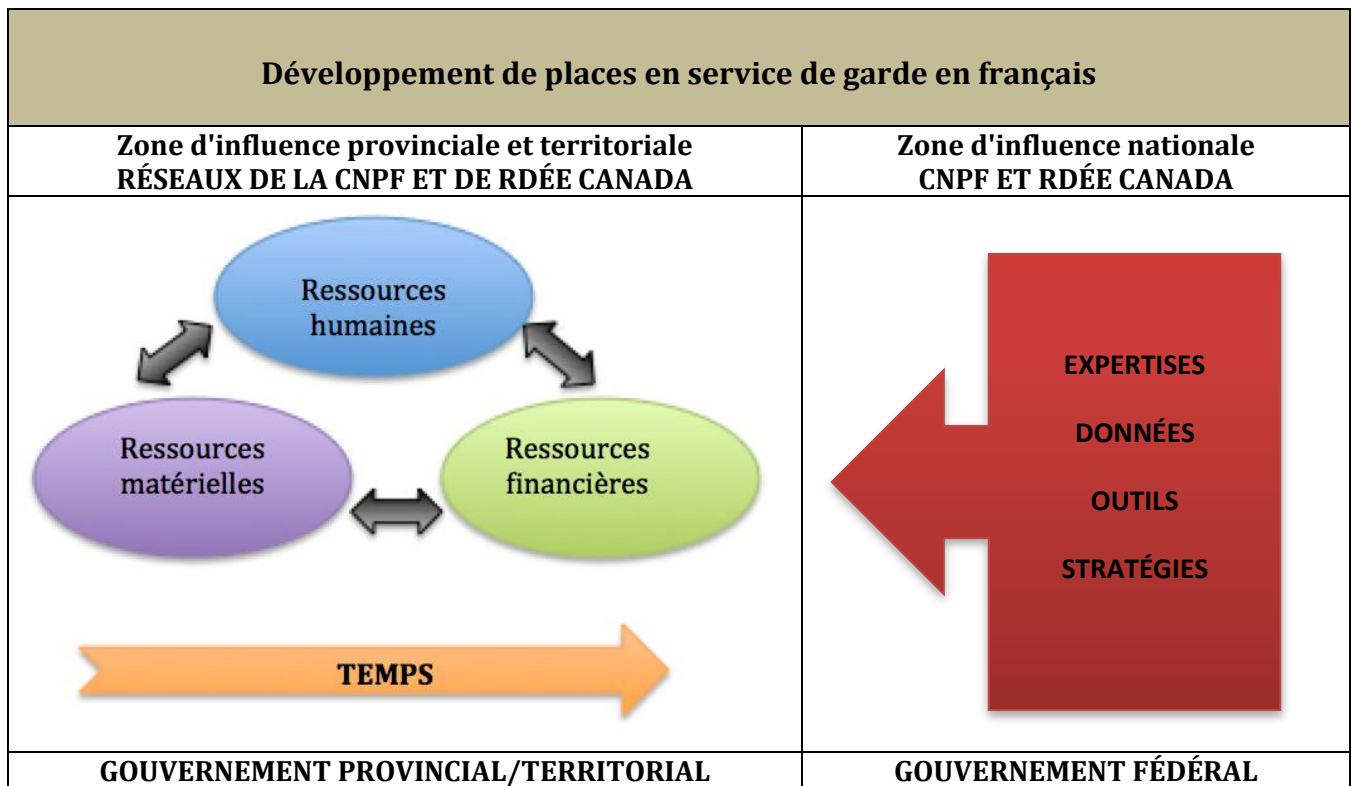 Développement de places en service de garde en français
Zone d'influence provinciale et territoriale
RÉSEAUX DE LA CNPF ET DE RDÉE CANADA
Zone d'influence nationale
CNPF ET RDÉE CANADA
Ressources
humaines
Ressources
matérielles
Ressources
financières
TEMPS
EXPERTISES
DONNÉES
OUTILS
STRATÉGIES
GOUVERNEMENT PROVINCIAL/TERRITORIAL
GOUVERNEMENT FÉDÉRAL